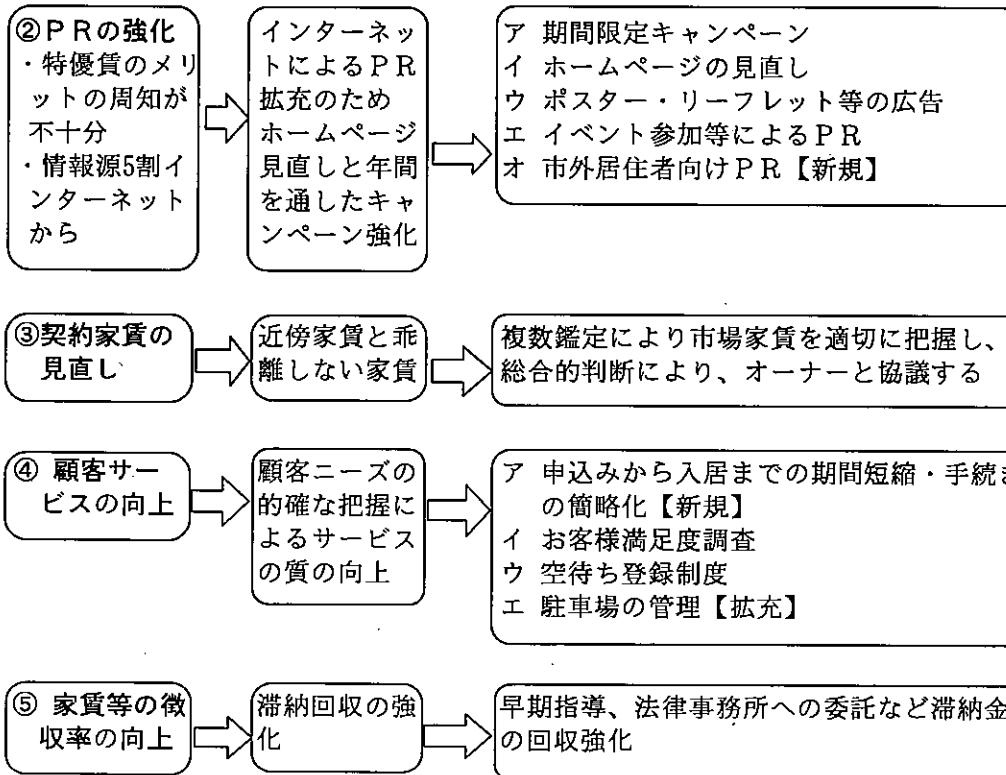 ②ＰＲの強化
・特優賃のメリ
ットの周知が
不十分
・情報源5割イ
ンターネット
から
インターネッ
トによるＰＲ
拡充のため
ホームページ
見直しと年間
を通したキャ
ンペーン強化
ア 期間限定キャンペーン
イ ホームページの見直し
ウ ポスター・リーフレット等の広告
エ イベント参加等によるＰＲ
オ 市外居住者向けＰＲ【新規】
③契約家賃の
見直し
近傍家賃と乖
離しない家賃
複数鑑定により市場家賃を適切に把握し、
総合的判断により、オーナーと協議する
④ 顧客サー
ビスの向上
顧客ニーズの
的確な把握に
よるサービス
の質の向上
ア 申込みから入居までの期間短縮・手続き
の簡略化【新規】
イ お客様満足度調査
ウ 空待ち登録制度
エ 駐車場の管理【拡充】
⑤ 家賃等の徴
収率の向上
滞納回収の強
化
早期指導、法律事務所への委託など滞納金
の回収強化